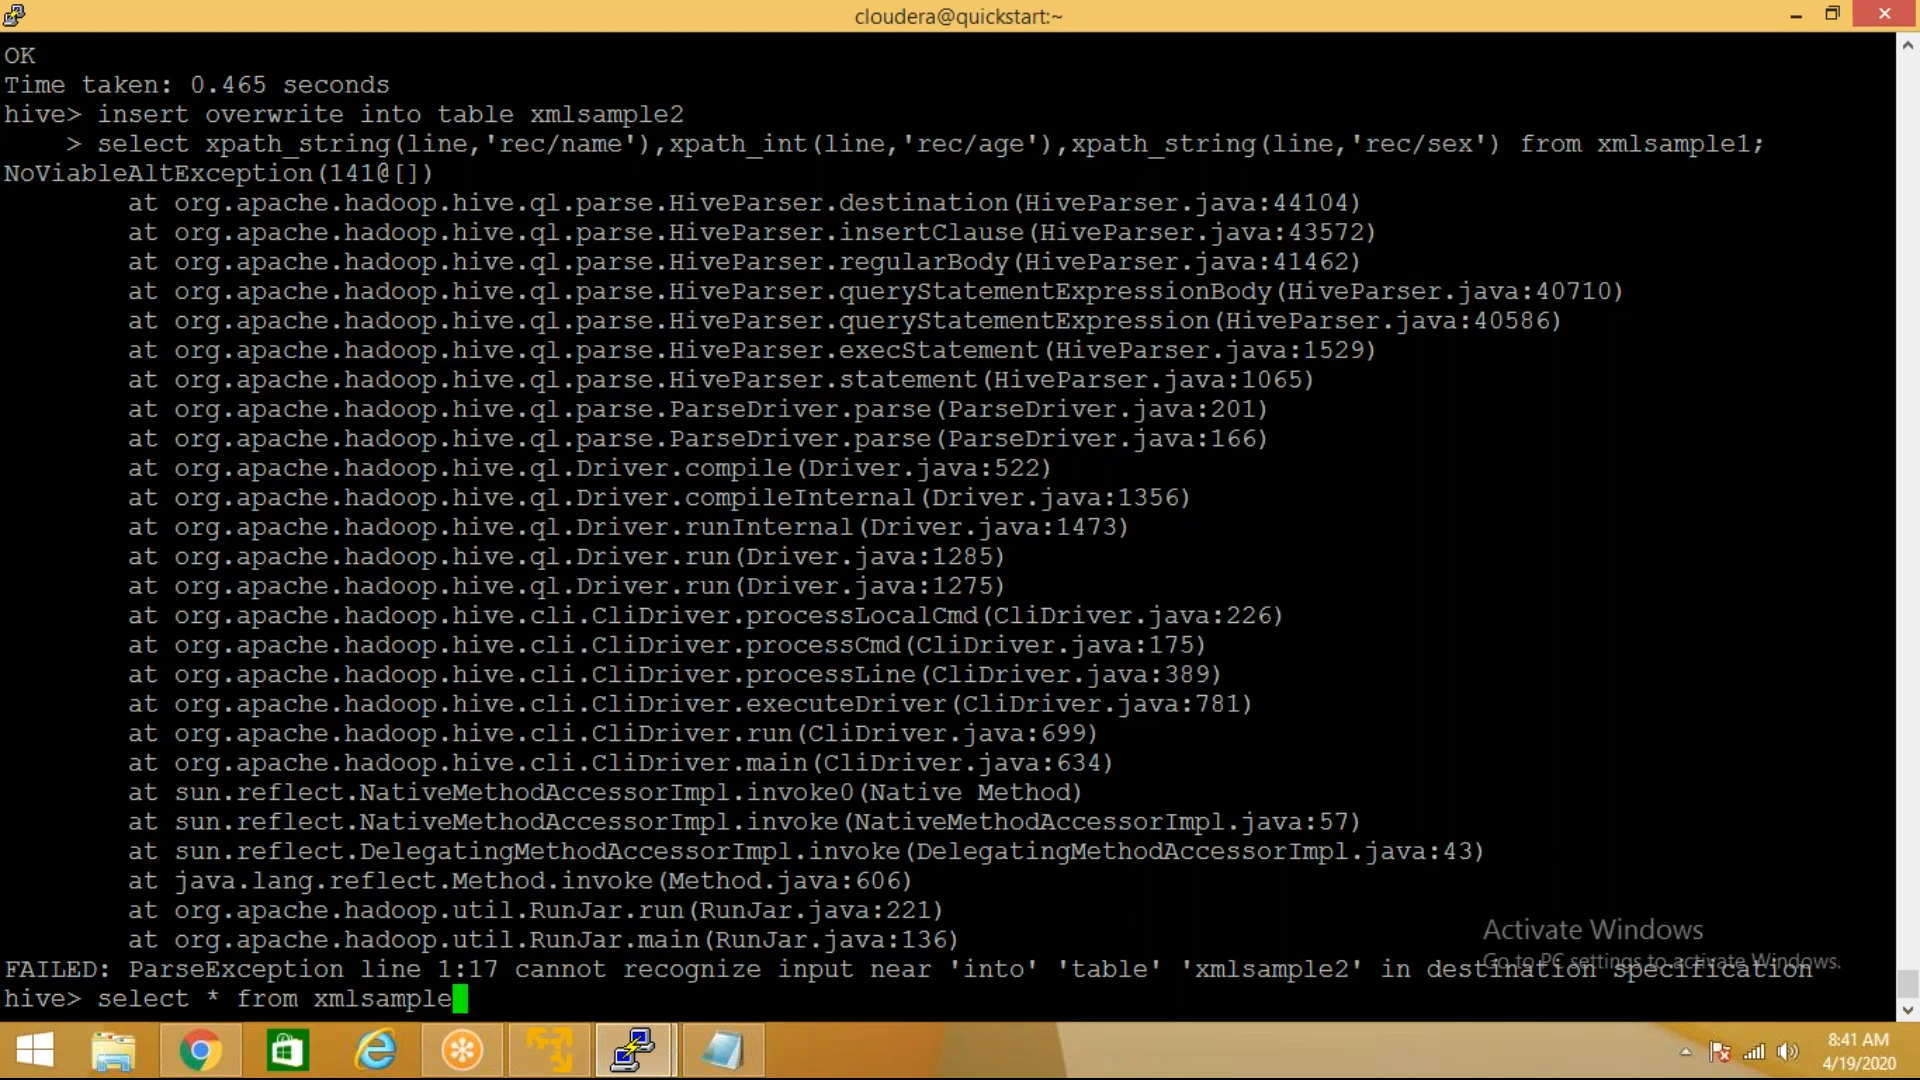 cloudera@quickstart:~
OK
Time taken: 0.465 seconds
hive> insert overwrite into table xmlsample2
    > select xpath_string(line,'rec/name'),xpath_int(line,'rec/age'),xpath_string(line,'rec/sex') from xmlsample1;
NoViableAltException(141@[])
        at org.apache.hadoop.hive.ql.parse.HiveParser.destination(HiveParser.java:44104)
        at org.apache.hadoop.hive.ql.parse.HiveParser.insertClause(HiveParser.java:43572)
        at org.apache.hadoop.hive.ql.parse.HiveParser.regularBody(HiveParser.java:41462)
        at org.apache.hadoop.hive.ql.parse.HiveParser.queryStatementExpressionBody(HiveParser.java:40710)
        at org.apache.hadoop.hive.ql.parse.HiveParser.queryStatementExpression(HiveParser.java:40586)
        at org.apache.hadoop.hive.ql.parse.HiveParser.execStatement(HiveParser.java:1529)
        at org.apache.hadoop.hive.ql.parse.HiveParser.statement(HiveParser.java:1065)
        at org.apache.hadoop.hive.ql.parse.ParseDriver.parse(ParseDriver.java:201)
        at org.apache.hadoop.hive.ql.parse.ParseDriver.parse(ParseDriver.java:166)
        at org.apache.hadoop.hive.ql.Driver.compile(Driver.java:522)
        at org.apache.hadoop.hive.ql.Driver.compileInternal(Driver.java:1356)
        at org.apache.hadoop.hive.ql.Driver.runInternal(Driver.java:1473)
        at org.apache.hadoop.hive.ql.Driver.run(Driver.java:1285)
        at org.apache.hadoop.hive.ql.Driver.run(Driver.java:1275)
        at org.apache.hadoop.hive.cli.CliDriver.processLocalCmd(CliDriver.java:226)
        at org.apache.hadoop.hive.cli.CliDriver.processCmd(CliDriver.java:175)
        at org.apache.hadoop.hive.cli.CliDriver.processLine(CliDriver.java:389)
        at org.apache.hadoop.hive.cli.CliDriver.executeDriver(CliDriver.java:781)
        at org.apache.hadoop.hive.cli.CliDriver.run(CliDriver.java:699)
        at org.apache.hadoop.hive.cli.CliDriver.main(CliDriver.java:634)
        at sun.reflect.NativeMethodAccessorImpl.invoke0(Native Method)
        at sun.reflect.NativeMethodAccessorImpl.invoke(NativeMethodAccessorImpl.java:57)
        at sun.reflect.DelegatingMethodAccessorImpl.invoke(DelegatingMethodAccessorImpl.java:43)
        at java.lang.reflect.Method.invoke(Method.java:606)
        at org.apache.hadoop.util.RunJar.run(RunJar.java:221)
        at org.apache.hadoop.util.RunJar.main(RunJar.java:136)
FAILED: ParseException line 1:17 cannot recognize input near 'into' 'table' 'xmlsample2' in destination specification
hive> select * from xmlsample
Activate Windows
Go to PC settings to activate Windows.
8:41 AM
4/19/2020